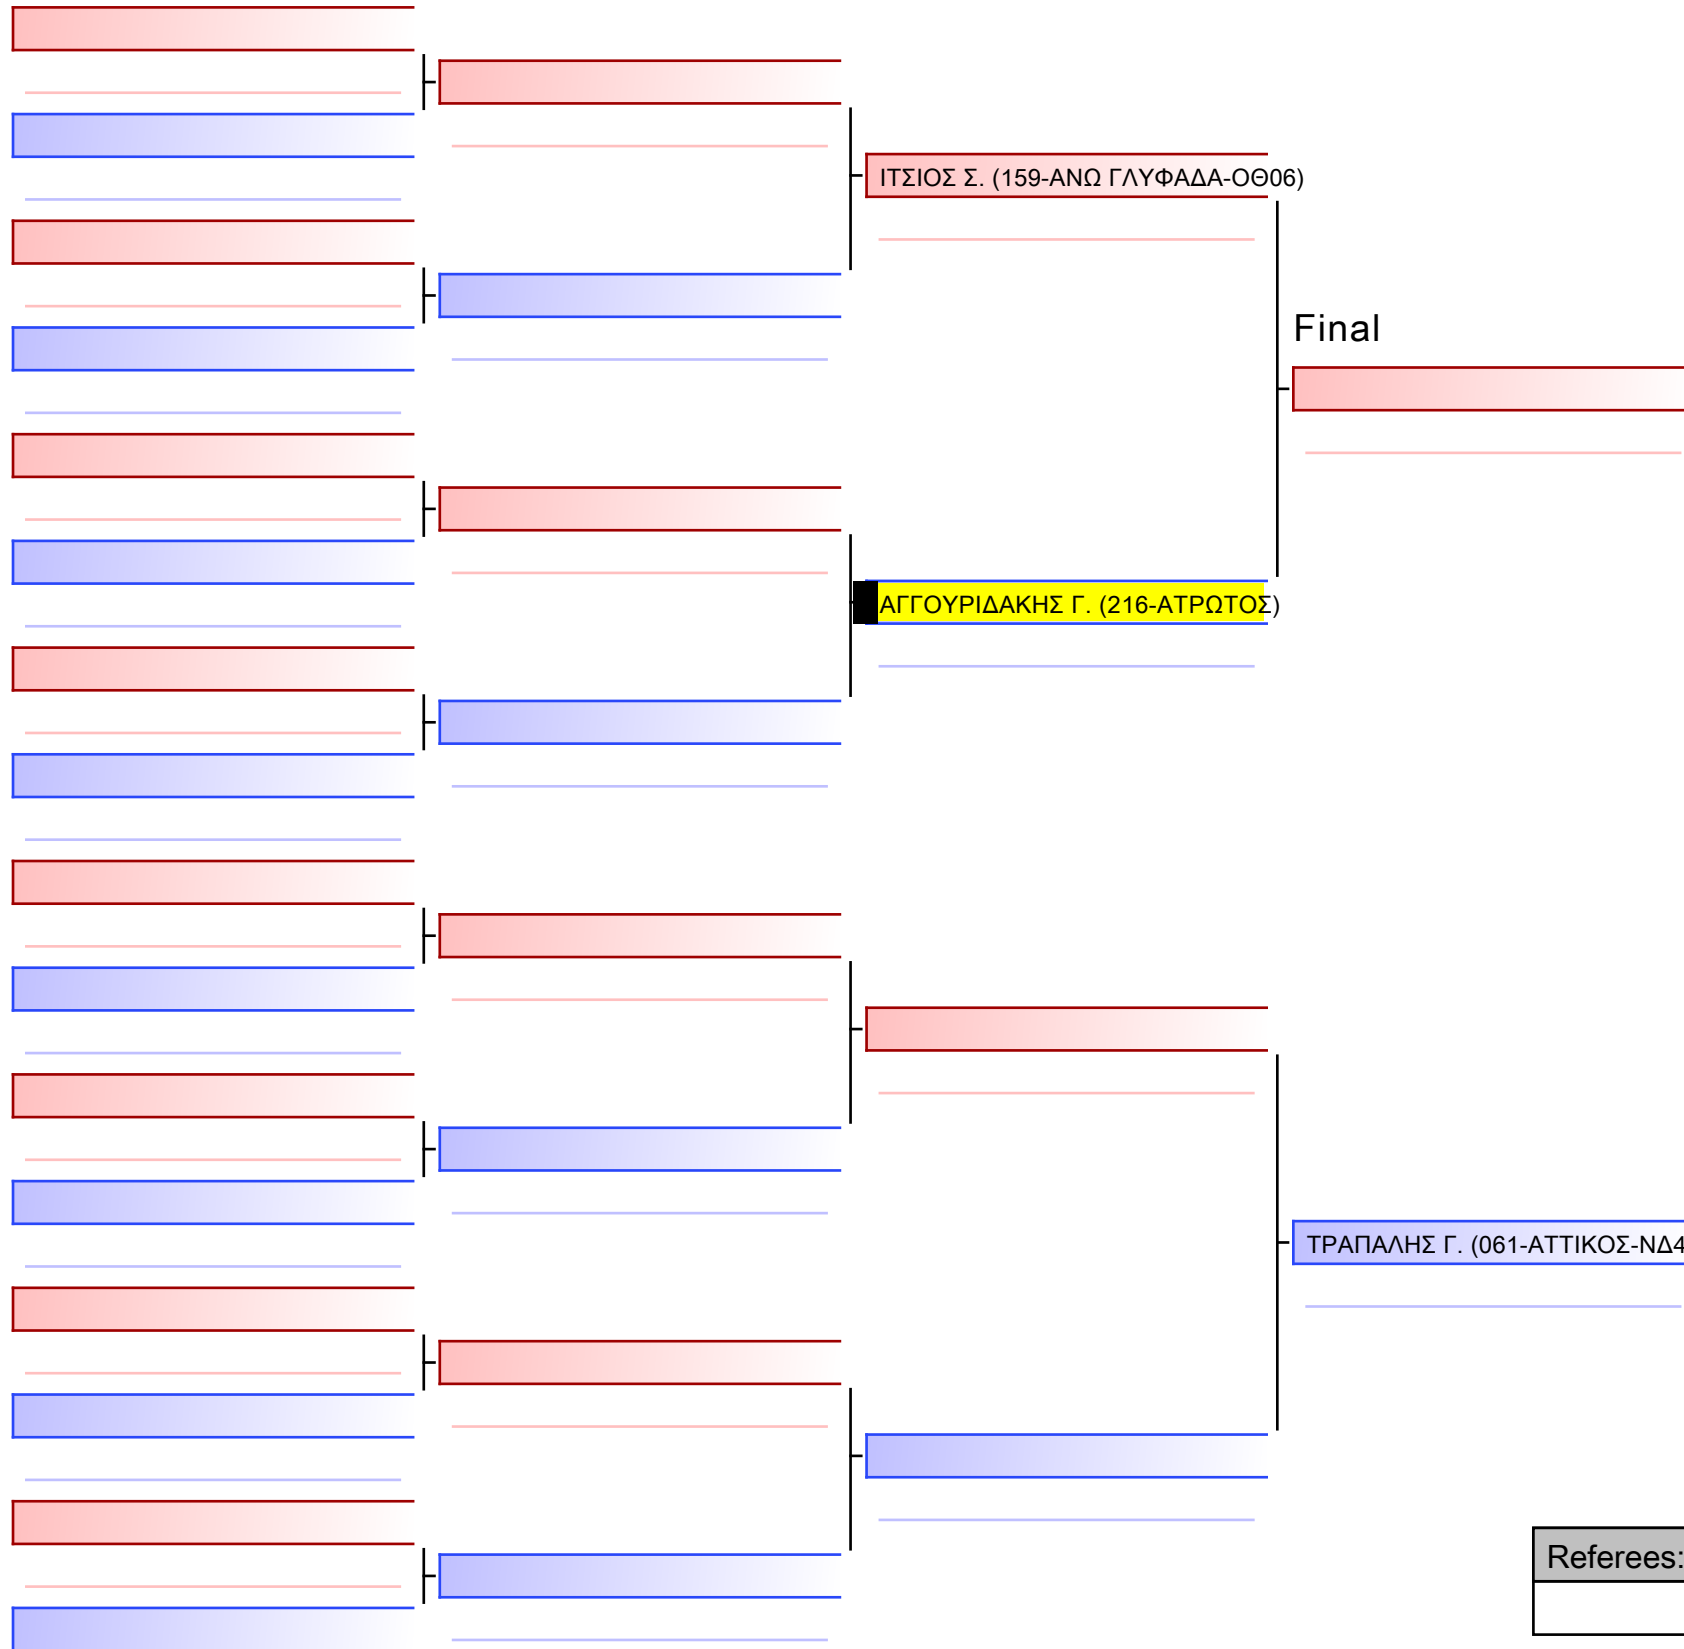 ΙΤΣΙΟΣ Σ. (159-ΑΝΩ ΓΛΥΦΑΔΑ-ΟΘ06)
Final
ΑΓΓΟΥΡΙΔΑΚΗΣ Γ. (216-ΑΤΡΩΤΟΣ)
ΤΡΑΠΑΛΗΣ Γ. (061-ΑΤΤΙΚΟΣ-ΝΔ4
Referees: